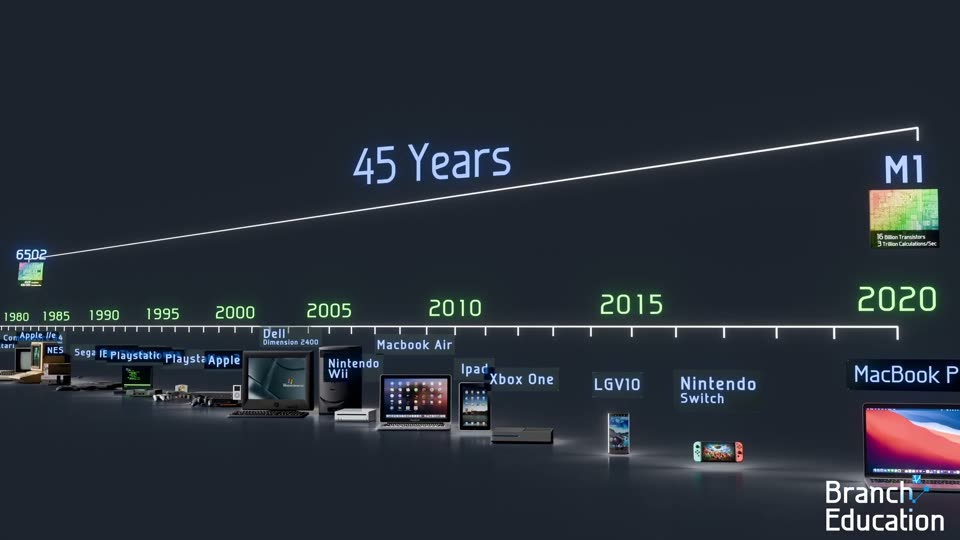 45 Years
M1
16 Billion Transistors
3 Trillion Calculations/Sec
6502
1980 1985 1990 1995 2000 2005 2010 2015 2020
Apple
NES
Sega
Playstatio
Playsta
Apple
Dell
Dimension 2400
Nintendo
Wii
Macbook Air
Ipad
Xbox One
LGV10
Nintendo
Switch
MacBook P
Branch
Education